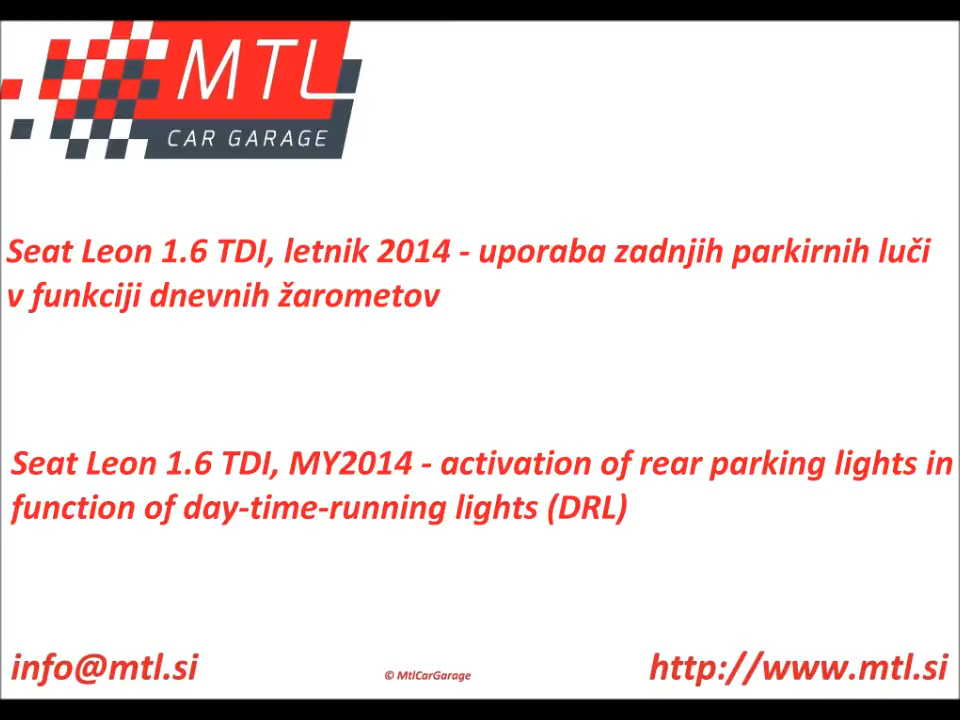 MTL
CAR GARAGE
Seat Leon 1.6 TDI, letnik 2014 - uporaba zadnjih parkirnih luči
v funkciji dnevnih žarometov
Seat Leon 1.6 TDI, MY2014 - activation of rear parking lights in
function of day-time-running lights (DRL)
info@mtl.si
© MtlCarGarage
http://www.mtl.si